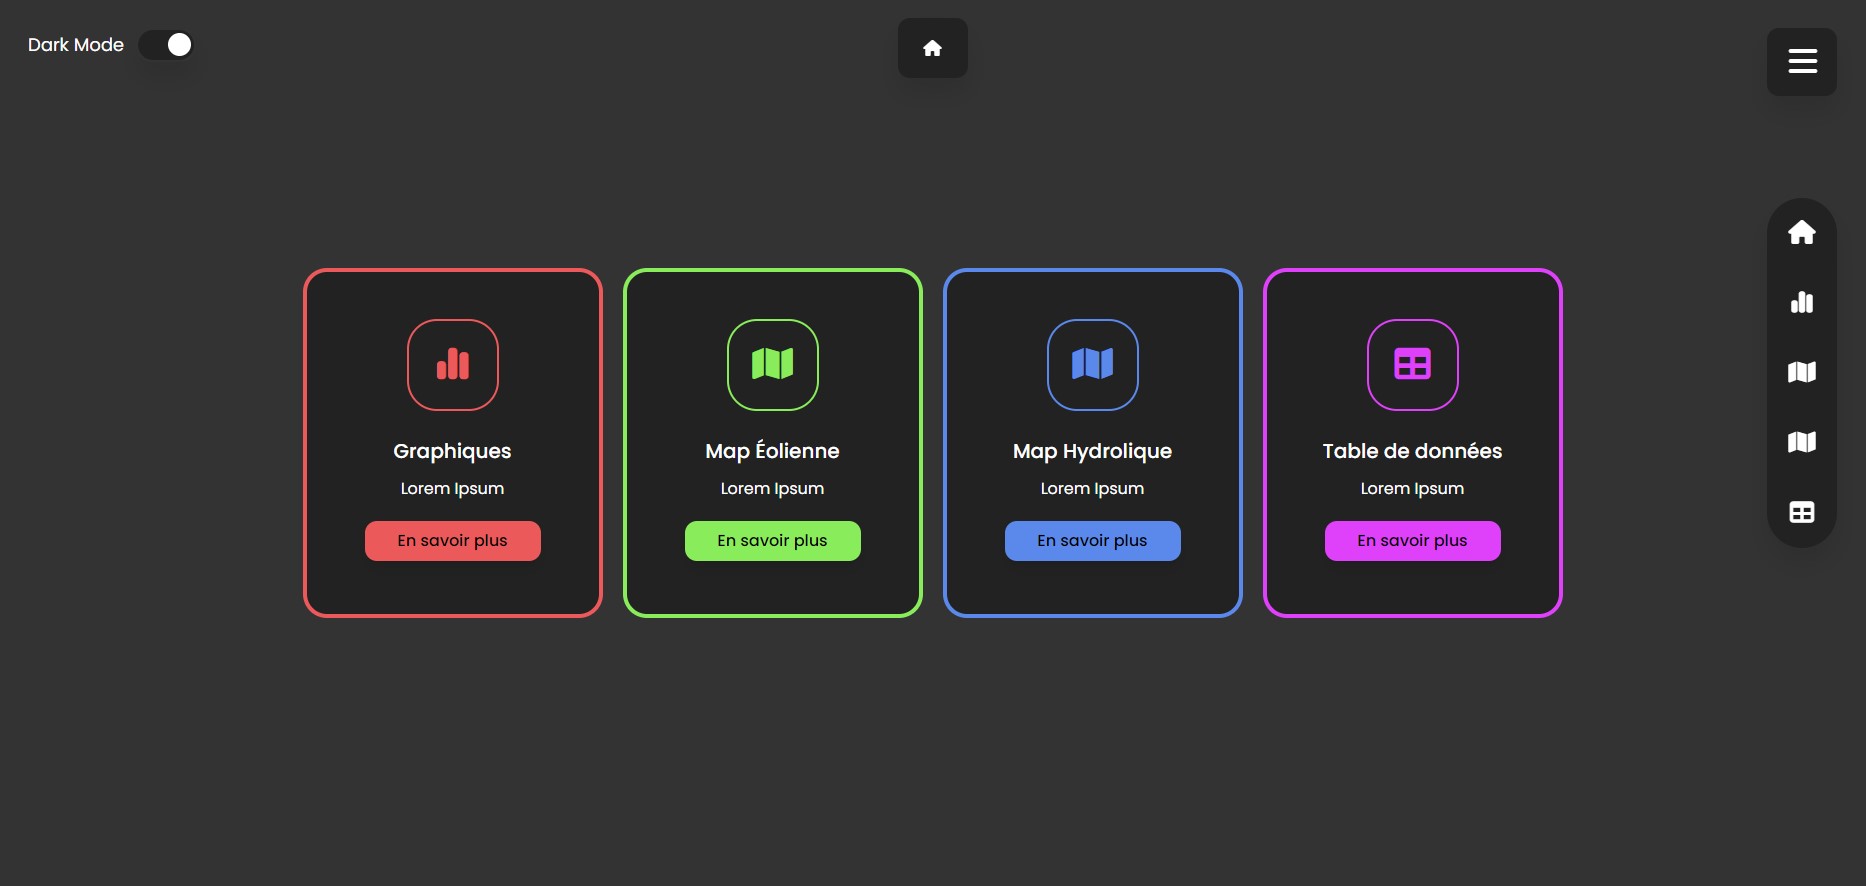 Dark Mode
Graphiques
Lorem Ipsum
En savoir plus
Map Éolienne
Lorem Ipsum
En savoir plus
Map Hydrolique
Lorem Ipsum
En savoir plus
Table de données
Lorem Ipsum
En savoir plus